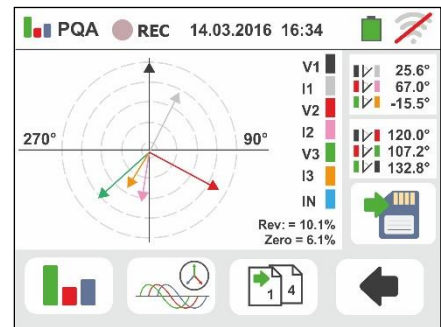 PQA REC 14.03.2016 16:34
270° 90°
V1
I1
V2
I2
V3
I3
IN
Rev: = 10.1%
Zero = 6.1%
25.6°
67.0°
-15.5°
120.0°
107.2°
132.8°
1 4